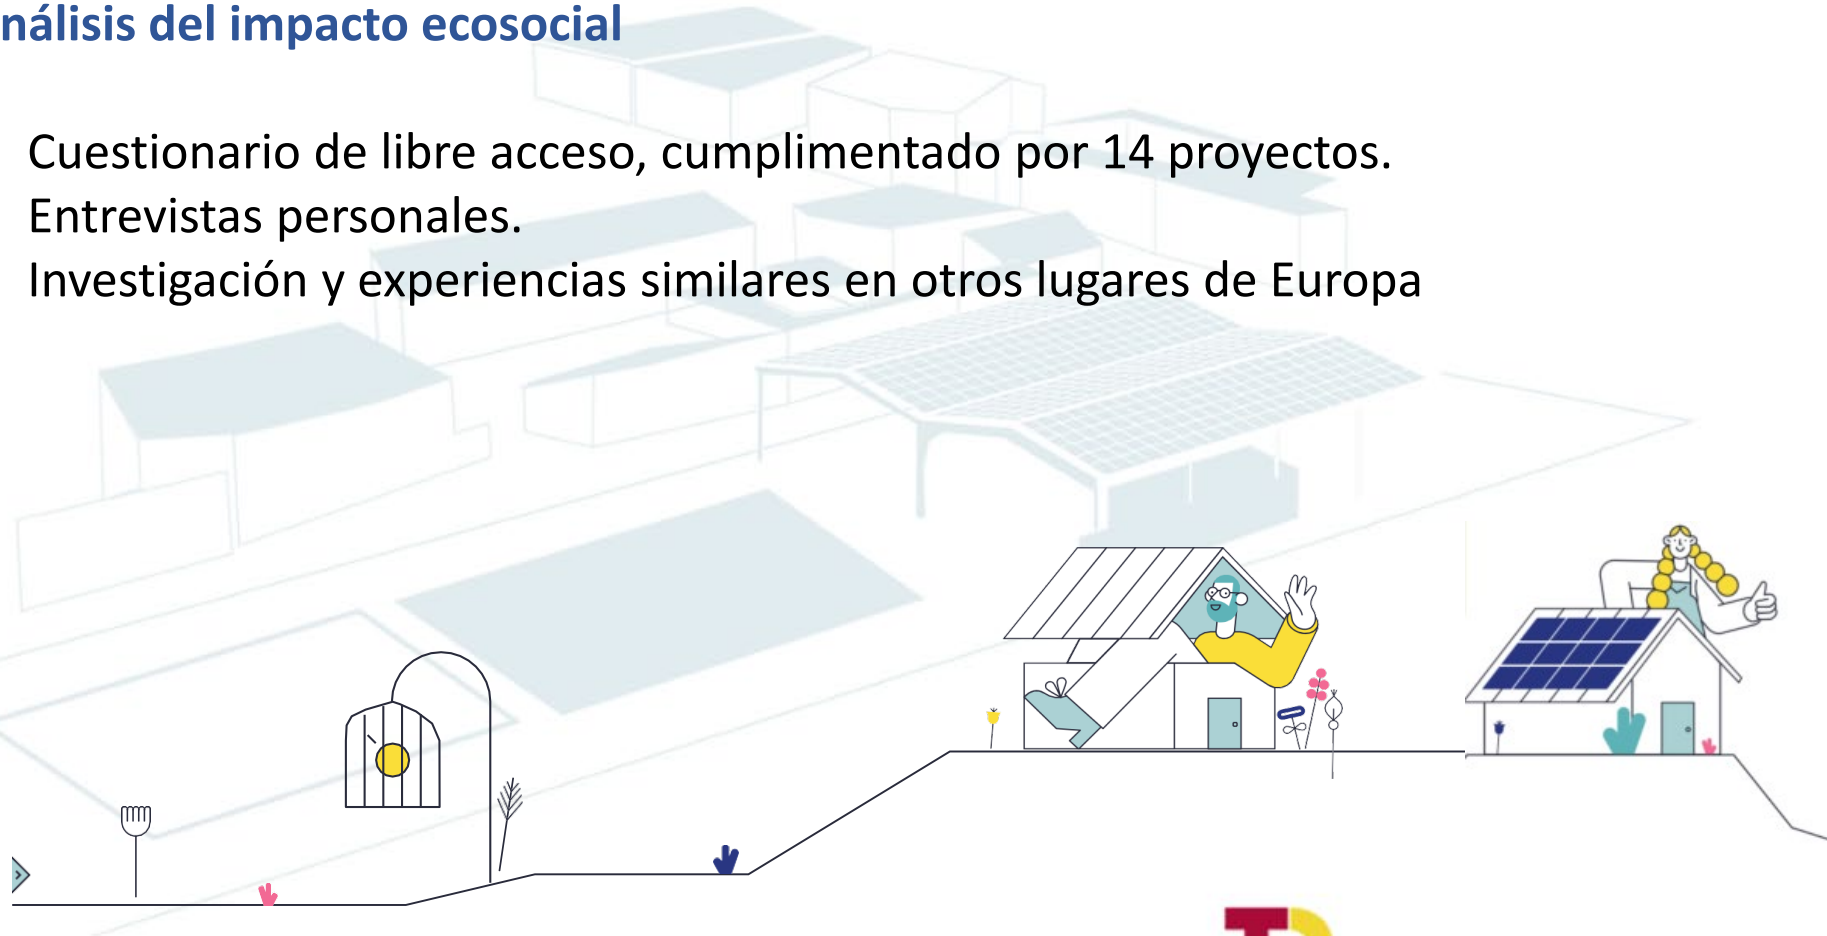 nálisis del impacto ecosocial
Cuestionario de libre acceso, cumplimentado por 14 proyectos.
Entrevistas personales.
Investigación y experiencias similares en otros lugares de Europa